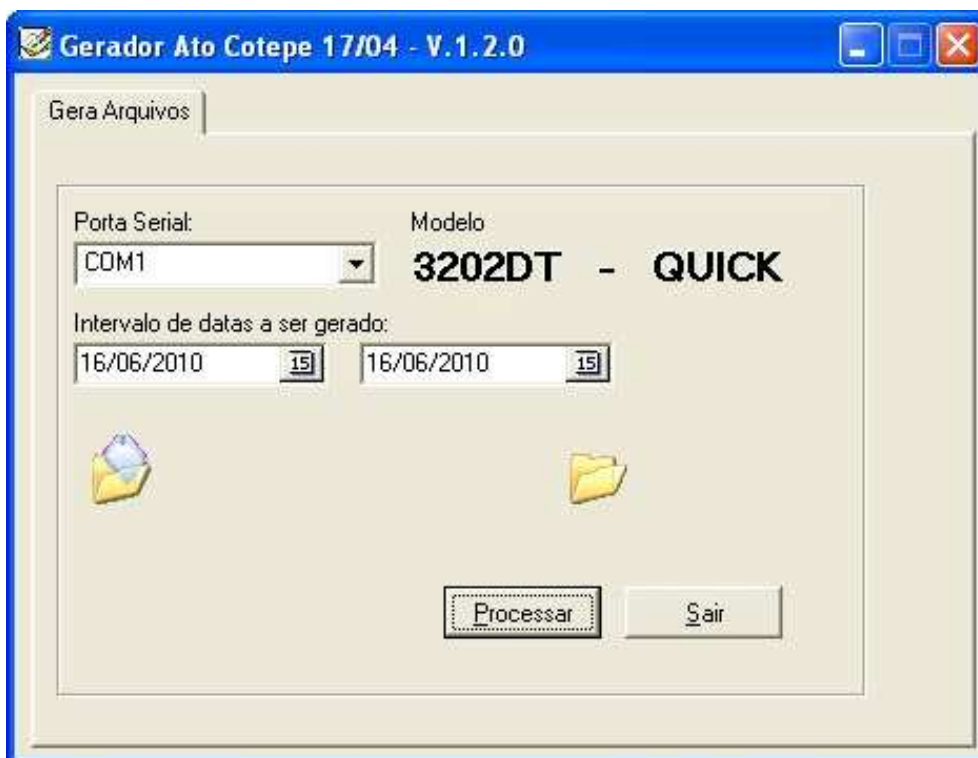 Gerador Ato Cotepe 17/04 - V.1.2.0
Gera Arquivos
Porta Serial: Modelo
COM1 3202DT - QUICK
Intervalo de datas a ser gerado:
16/06/2010 15 16/06/2010 15
Processar Sair